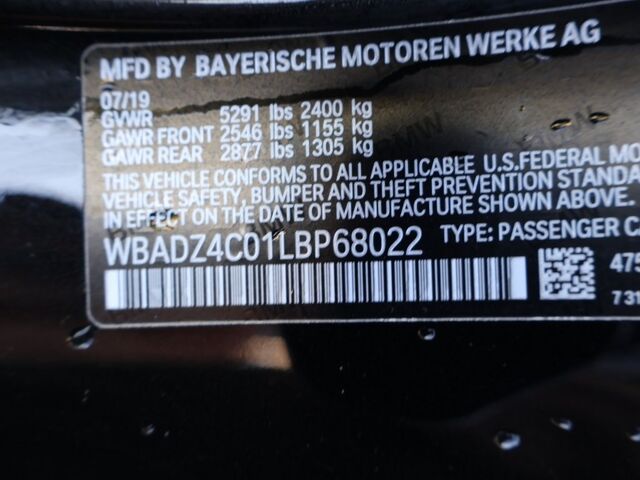 MFD BY BAYERISCHE MOTOREN WERKE AG
07/19
GVWR 5291 lbs 2400 kg
GAWR FRONT 2546 lbs 1155 kg
GAWR REAR 2877 lbs 1305 kg
THIS VEHICLE CONFORMS TO ALL APPLICABLE U.S.FEDERAL MO
VEHICLE SAFETY, BUMPER AND THEFT PREVENTION STANDA
IN EFFECT ON THE DATE OF MANUFACTURE SHOWN ABOVE.
WBADZ4C01LBP68022 TYPE: PASSENGER CA
475
73